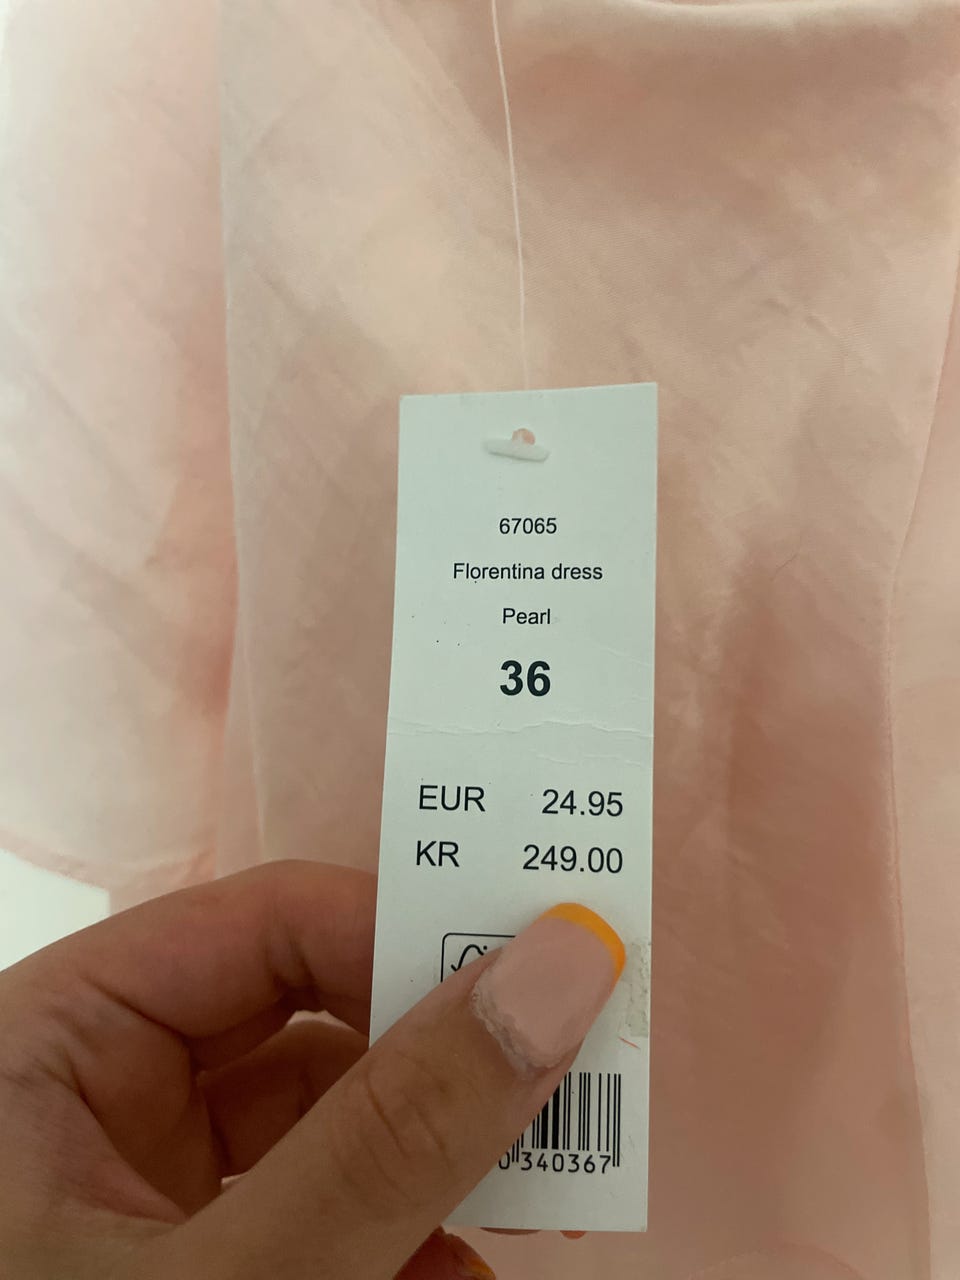 67065
Florentina dress
Pearl
36
EUR 24.95
KR 249.00
340367